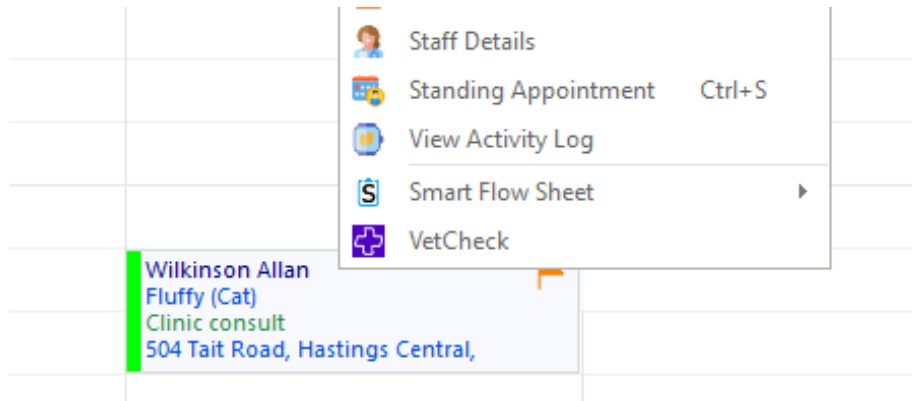 Staff Details
Standing Appointment Ctrl+S
View Activity Log
Smart Flow Sheet
VetCheck
Wilkinson Allan
Fluffy (Cat)
Clinic consult
504 Tait Road, Hastings Central,